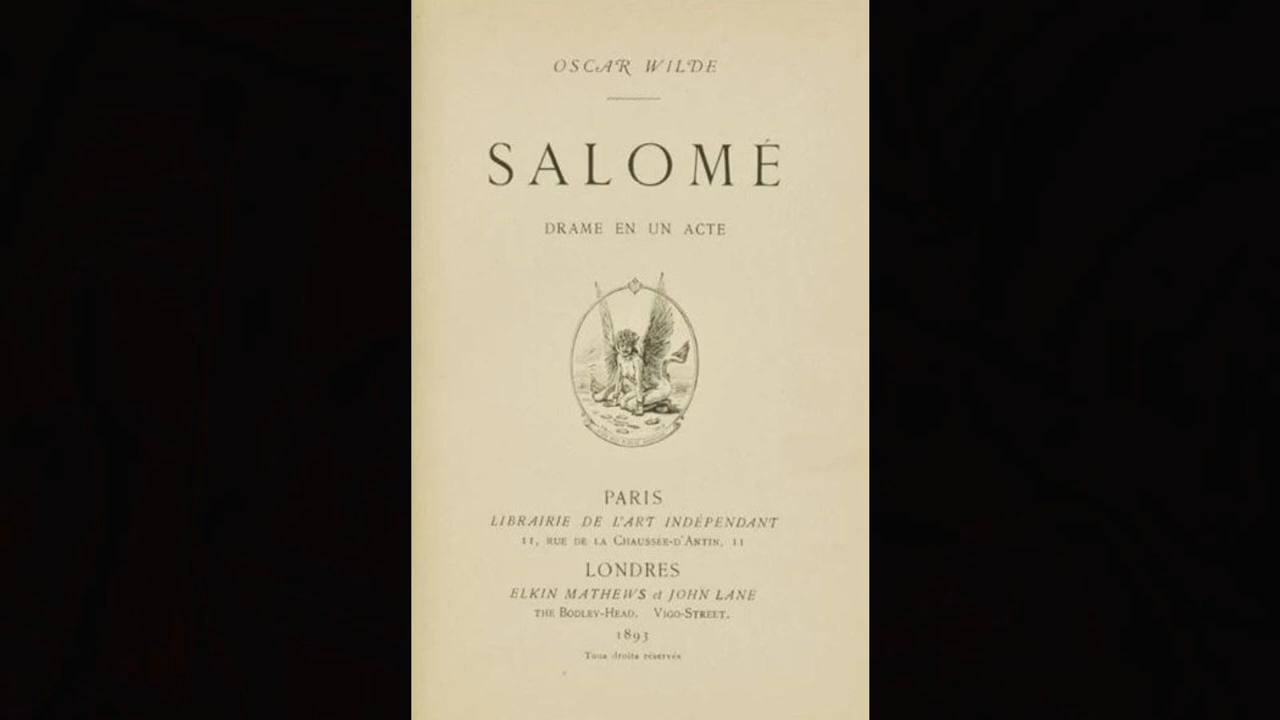 OSCAR WILDE
SALOMÉ
DRAME EN UN ACTE
PARIS
LIBRAIRIE DE L'ART INDÉPENDANT
11, RUE DE LA CHAUSSÉE-D'ANTIN, 11
LONDRES
ELKIN MATHEWS et JOHN LANE
THE BODLEY-HEAD. VIGO-STREET.
1893
Tous droits réservés